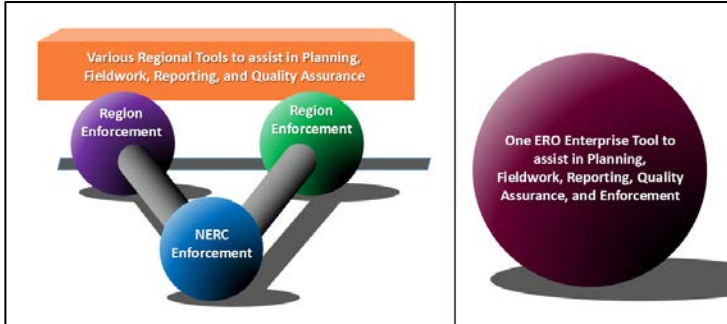 Various Regional Tools to assist in Planning,
Fieldwork, Reporting, and Quality Assurance
Region
Enforcement
Region
Enforcement
NERC
Enforcement
One ERO Enterprise Tool to
assist in Planning,
Fieldwork, Reporting, Quality
Assurance, and Enforcement